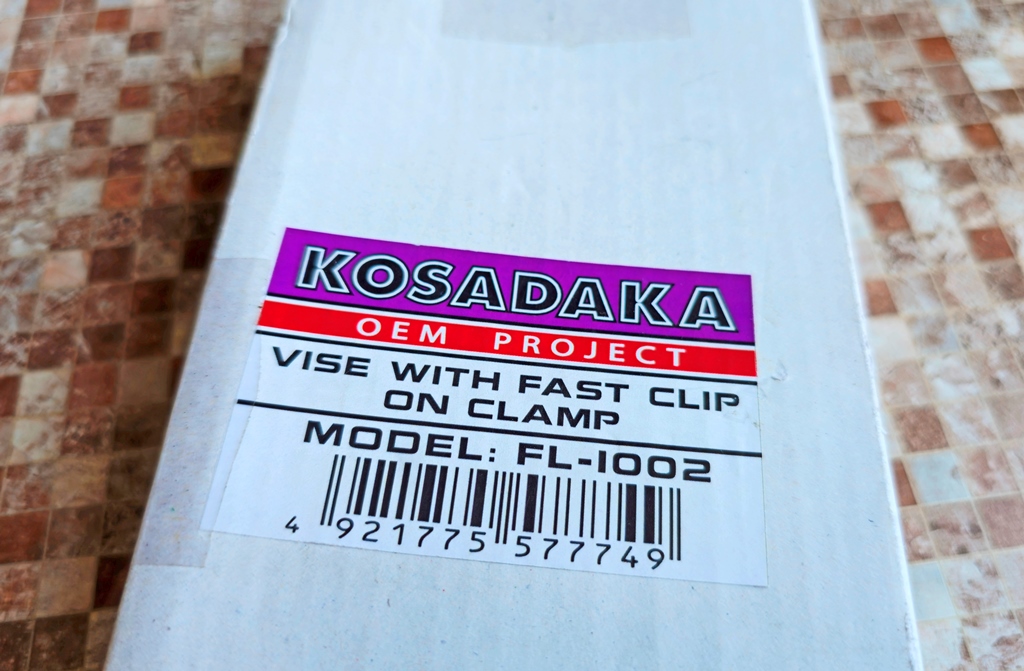 KOSADAKA
OEM PROJECT
VISE WITH FAST CLIP
ON CLAMP
MODEL: FL-1002
4 921775 577749